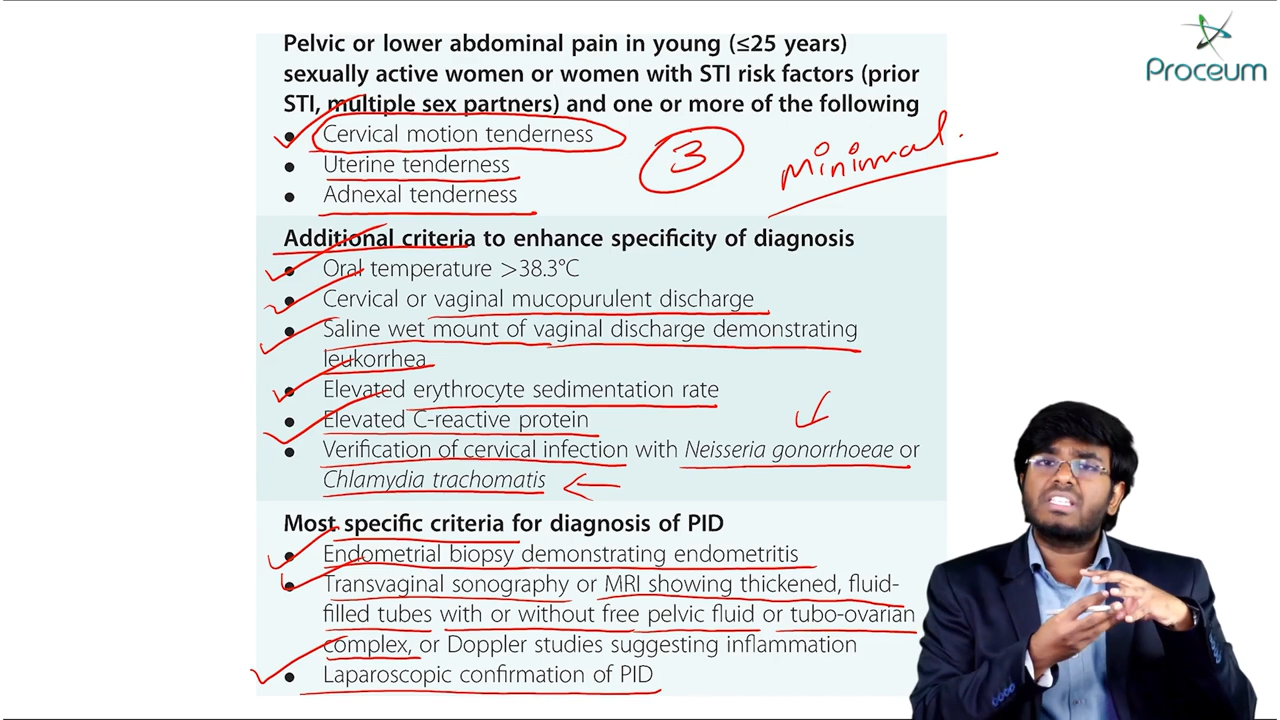 Proceum
Pelvic or lower abdominal pain in young (≤25 years)
sexually active women or women with STI risk factors (prior
STI, multiple sex partners) and one or more of the following
• Cervical motion tenderness
• Uterine tenderness
• Adnexal tenderness
3
minimal.
Additional criteria to enhance specificity of diagnosis
• Oral temperature >38.3°C
• Cervical or vaginal mucopurulent discharge
• Saline wet mount of vaginal discharge demonstrating
leukorrhea
• Elevated erythrocyte sedimentation rate
• Elevated C-reactive protein
• Verification of cervical infection with Neisseria gonorrhoeae or
Chlamydia trachomatis
Most specific criteria for diagnosis of PID
• Endometrial biopsy demonstrating endometritis
• Transvaginal sonography or MRI showing thickened, fluid-
filled tubes with or without free pelvic fluid or tubo-ovarian
complex, or Doppler studies suggesting inflammation
• Laparoscopic confirmation of PID